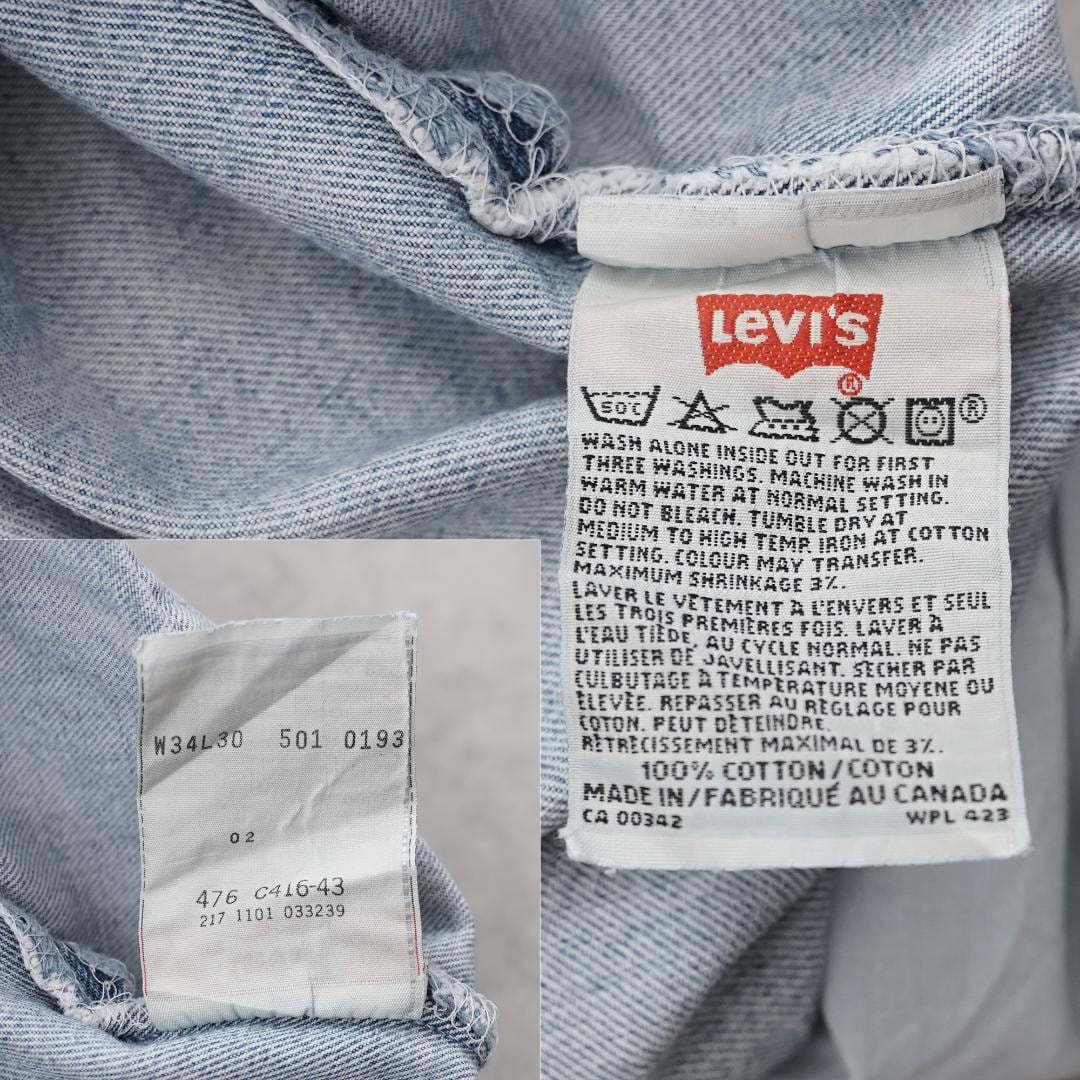 Levi's
®
50C
®
WASH ALONE INSIDE OUT FOR FIRST
THREE WASHINGS. MACHINE WASH IN
WARM WATER AT NORMAL SETTING.
DO NOT BLEACH. TUMBLE DRY AT
MEDIUM TO HIGH TEMP. IRON AT COTTON
SETTING. COLOUR MAY TRANSFER.
MAXIMUM SHRINKAGE 3%.
LAVER LE VÊTEMENT À L'ENVERS ET SEUL
LES TROIS PREMIÈRES FOIS. LAVER À
L'EAU TIÈDE, AU CYCLE NORMAL. NE PAS
UTILISER DE JAVELLISANT. SÉCHER PAR
CULBUTAGE À TEMPÉRATURE MOYENNE OU
ÉLEVÉE. REPASSER AU RÉGLAGE POUR
COTON. PEUT DÉTEINDRE.
RÉTRÉCISSEMENT MAXIMAL DE 3%.
100% COTTON/COTON
MADE IN/FABRIQUÉ AU CANADA
CA 00342 WPL 423
W34L30 501 0193
02
476 C416-43
217 1101 033239